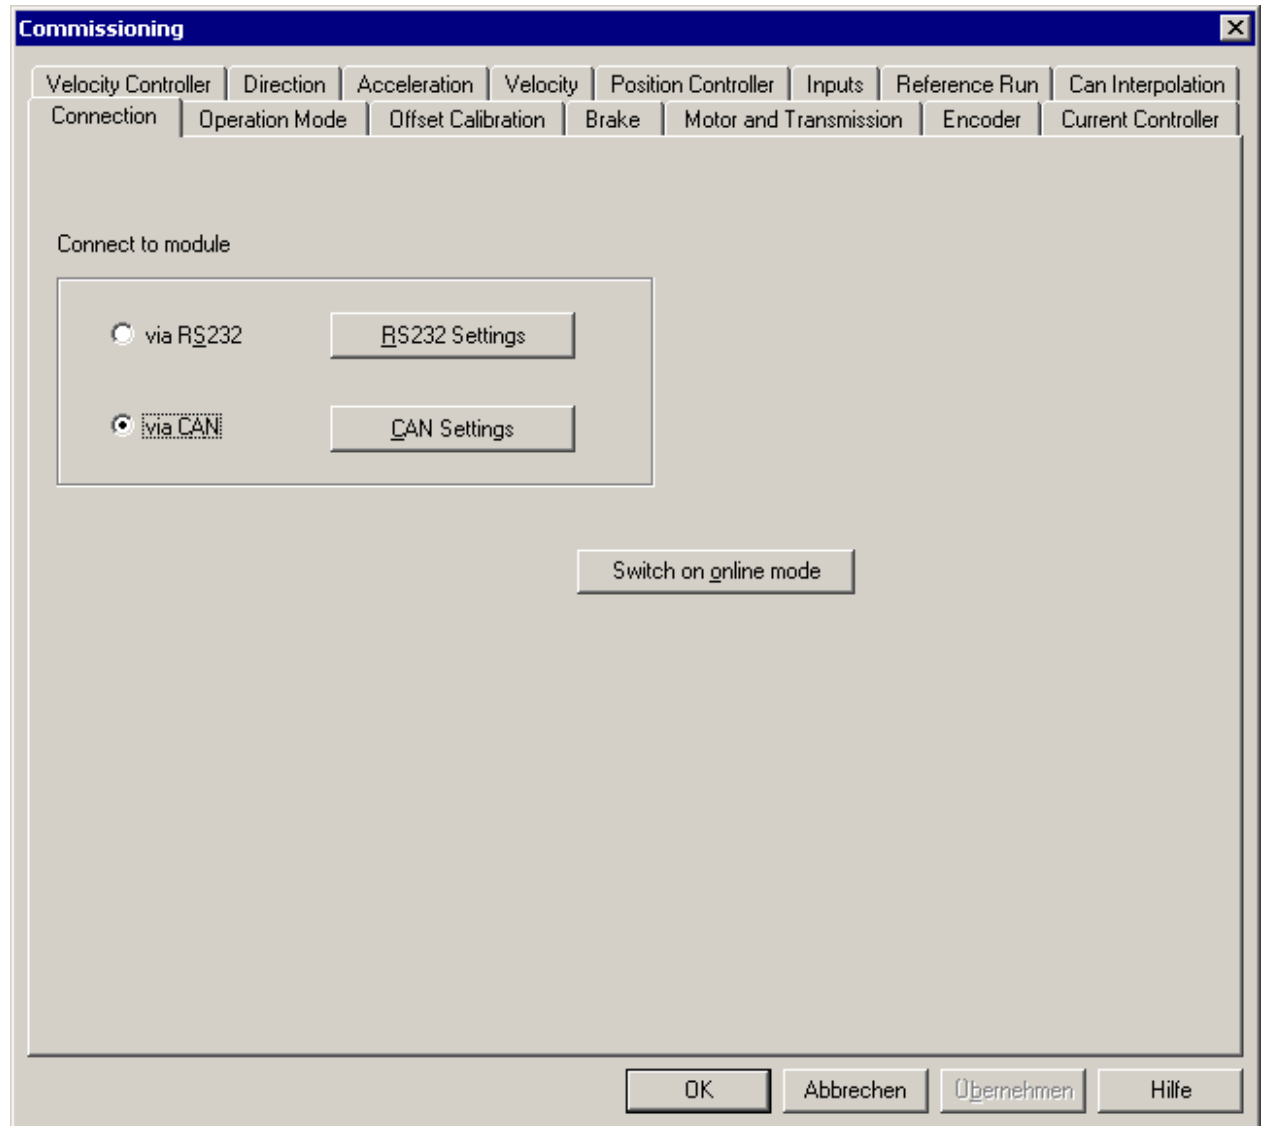 Commissioning
Velocity Controller Direction Acceleration Velocity Position Controller Inputs Reference Run Can Interpolation
Connection Operation Mode Offset Calibration Brake Motor and Transmission Encoder Current Controller
Connect to module
via RS232 RS232 Settings
via CAN CAN Settings
Switch on online mode
OK Abbrechen Übernehmen Hilfe